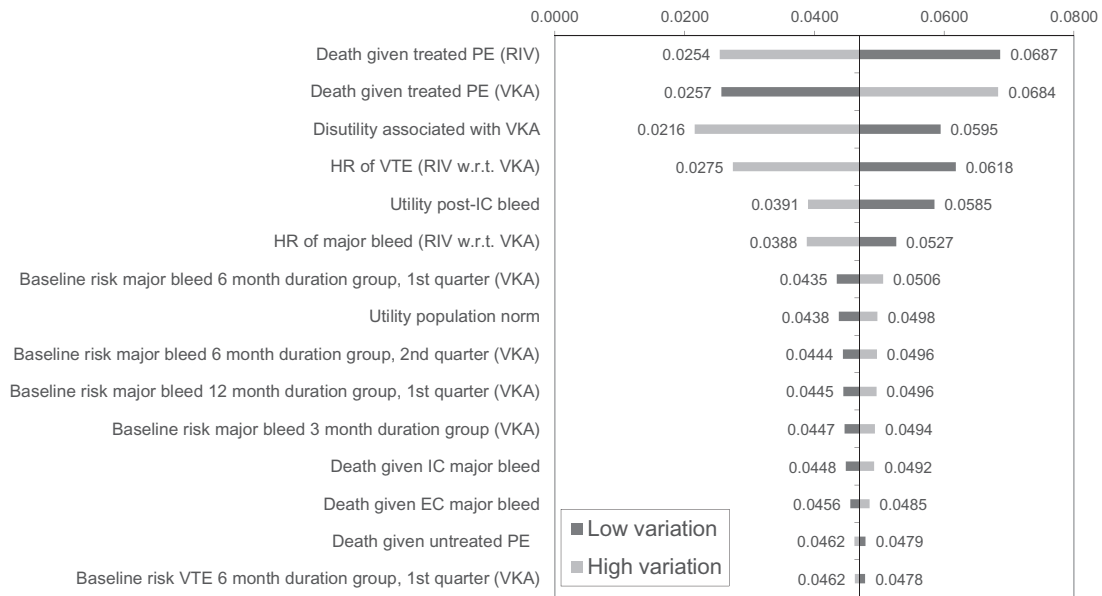 0.0000 0.0200 0.0400 0.0600 0.0800
Death given treated PE (RIV) 0.0254 0.0687
Death given treated PE (VKA) 0.0257 0.0684
Disutility associated with VKA 0.0216 0.0595
HR of VTE (RIV w.r.t. VKA) 0.0275 0.0618
Utility post-IC bleed 0.0391 0.0585
HR of major bleed (RIV w.r.t. VKA) 0.0388 0.0527
Baseline risk major bleed 6 month duration group, 1st quarter (VKA) 0.0435 0.0506
Utility population norm 0.0438 0.0498
Baseline risk major bleed 6 month duration group, 2nd quarter (VKA) 0.0444 0.0496
Baseline risk major bleed 12 month duration group, 1st quarter (VKA) 0.0445 0.0496
Baseline risk major bleed 3 month duration group (VKA) 0.0447 0.0494
Death given IC major bleed 0.0448 0.0492
Death given EC major bleed 0.0456 0.0485
Death given untreated PE 0.0462 0.0479
Baseline risk VTE 6 month duration group, 1st quarter (VKA) 0.0462 0.0478
Low variation
High variation